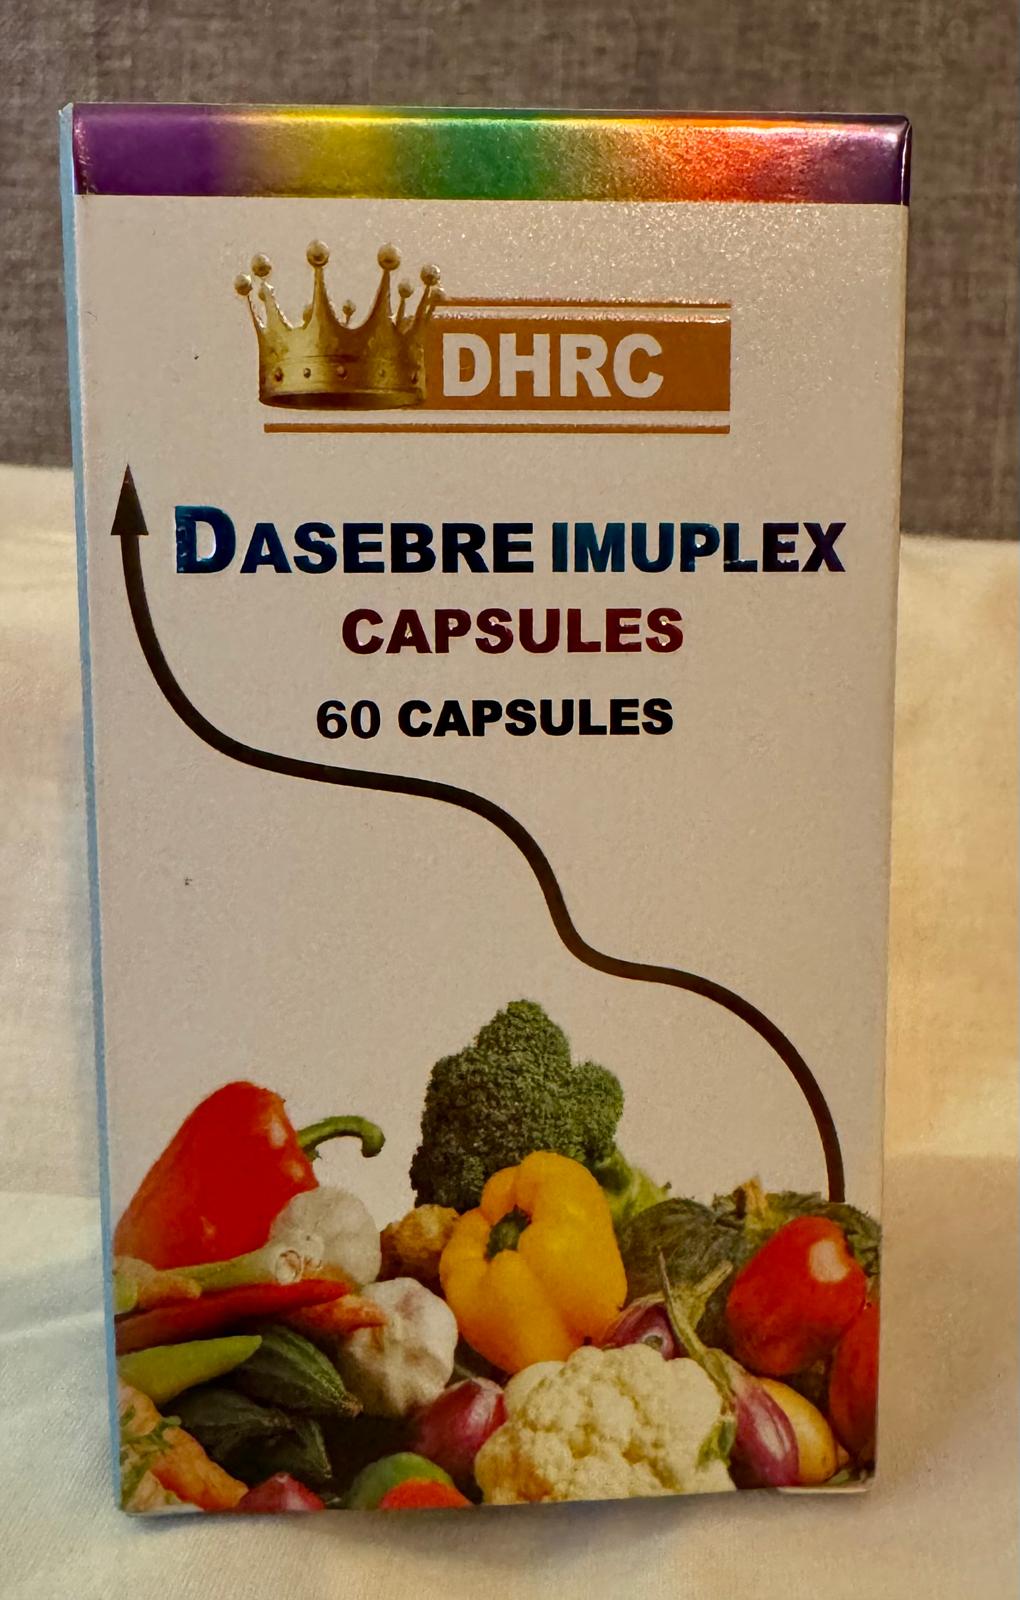 DHRC
DASEBRE IMUPLEX
CAPSULES
60 CAPSULES